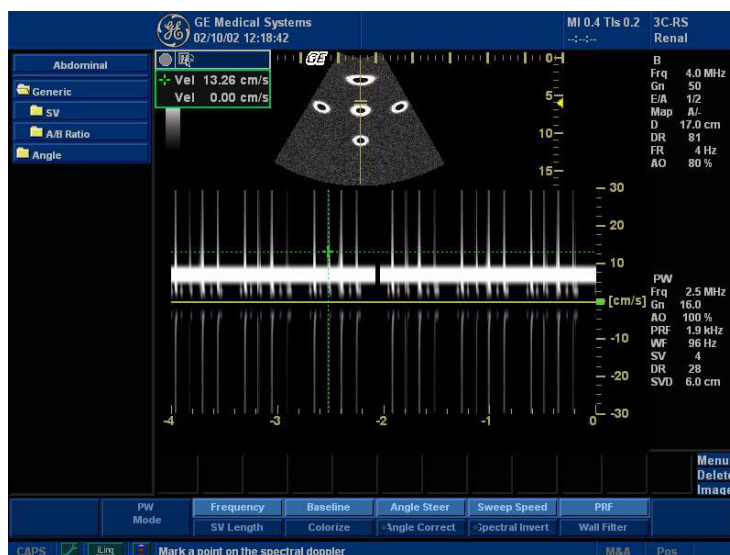 GE Medical Systems
02/10/02 12:18:42
MI 0.4 TIs 0.2
--:--:--
3C-RS
Renal
Abdominal
Generic
SV
A/B Ratio
Angle
Vel 13.26 cm/s
Vel 0.00 cm/s
GE
0
5
10
15
B
Frq 4.0 MHz
Gn 50
E/A 1/2
Map A/-
D 17.0 cm
DR 81
FR 4 Hz
AO 80 %
30
20
10
[cm/s]
-10
-20
-30
-4 -3 -2 -1 0
PW
Frq 2.5 MHz
Gn 16.0
AO 100 %
PRF 1.9 kHz
WF 96 Hz
SV 4
DR 28
SVD 6.0 cm
Menu
Delete
Image
PW Mode
Frequency Baseline Angle Steer Sweep Speed PRF
SV Length Colorize Angle Correct Spectral Invert Wall Filter
CAPS iLinq Mark a point on the spectral doppler M&A Pos